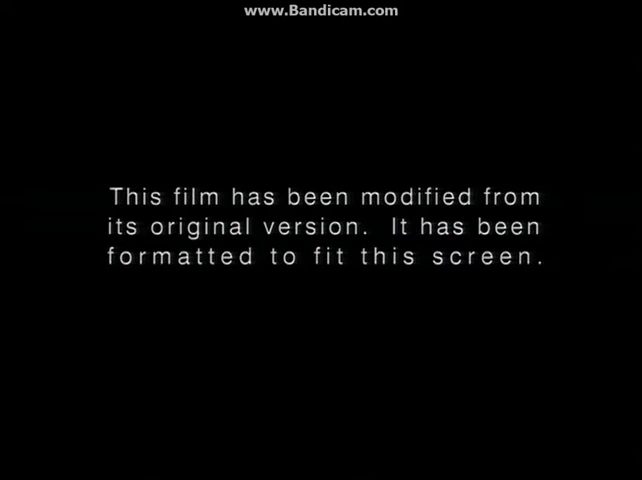 www.Bandicam.com
This film has been modified from
its original version. It has been
formatted to fit this screen.